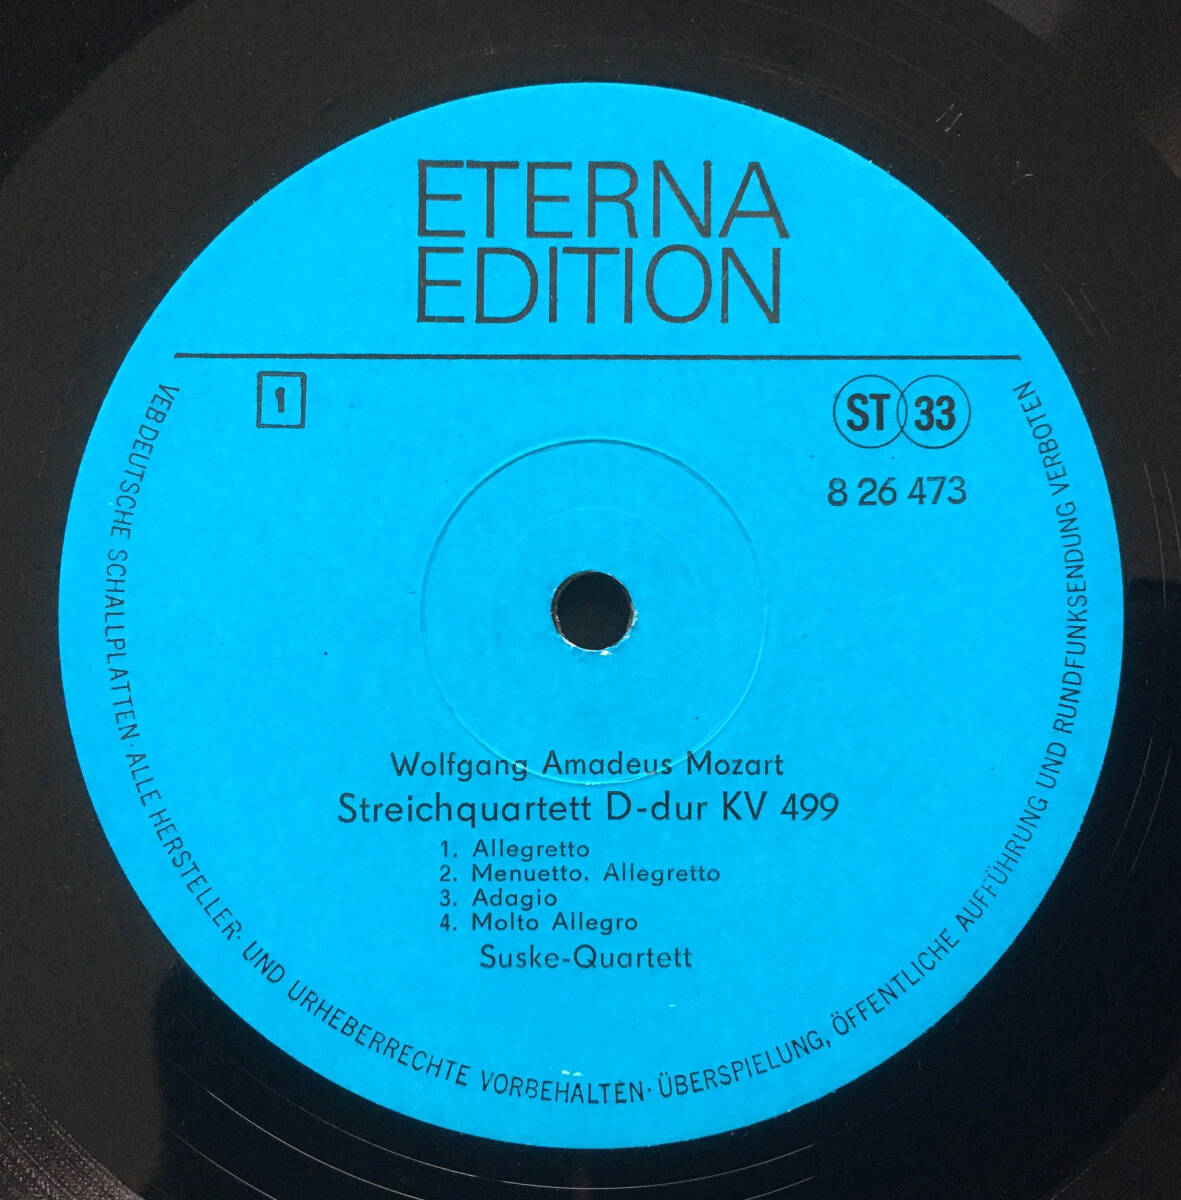 ETERNA
EDITION
1
ST 33
8 26 473
Wolfgang Amadeus Mozart
Streichquartett D-dur KV 499
1. Allegretto
2. Menuetto. Allegretto
3. Adagio
4. Molto Allegro
Suske-Quartett
VEB DEUTSCHE SCHALLPLATTEN · ALLE HERSTELLER- UND URHEBERRECHTE VORBEHALTEN · ÜBERSPIELUNG, ÖFFENTLICHE AUFFÜHRUNG UND RUNDFUNKSENDUNG VERBOTEN